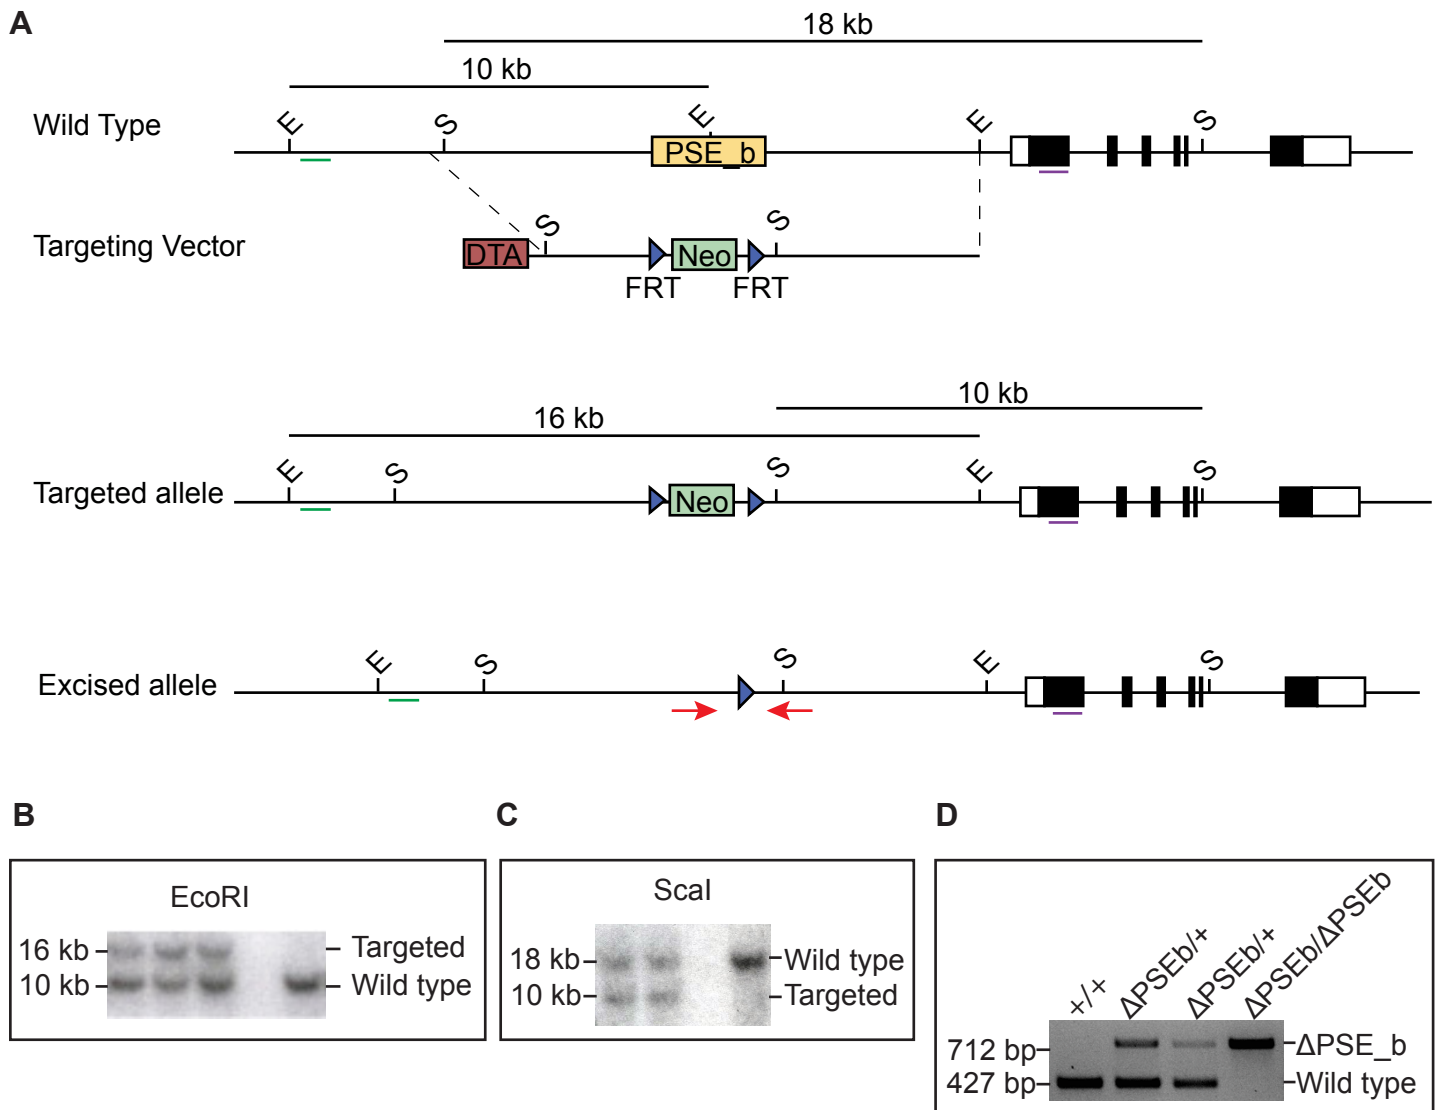 A
18 kb
10 kb
Wild Type
E
S
E
E
S
PSE_b
Targeting Vector
DTA
S
Neo
S
FRT
FRT
10 kb
16 kb
Targeted allele
E
S
Neo
S
E
S
Excised allele
E
S
S
E
S
B
EcoRI
16 kb
Targeted
10 kb
Wild type
C
ScaI
18 kb
Wild type
10 kb
Targeted
D
+/+
ΔPSEb/+
ΔPSEb/+
ΔPSEb/ΔPSEb
712 bp
ΔPSE_b
427 bp
Wild type